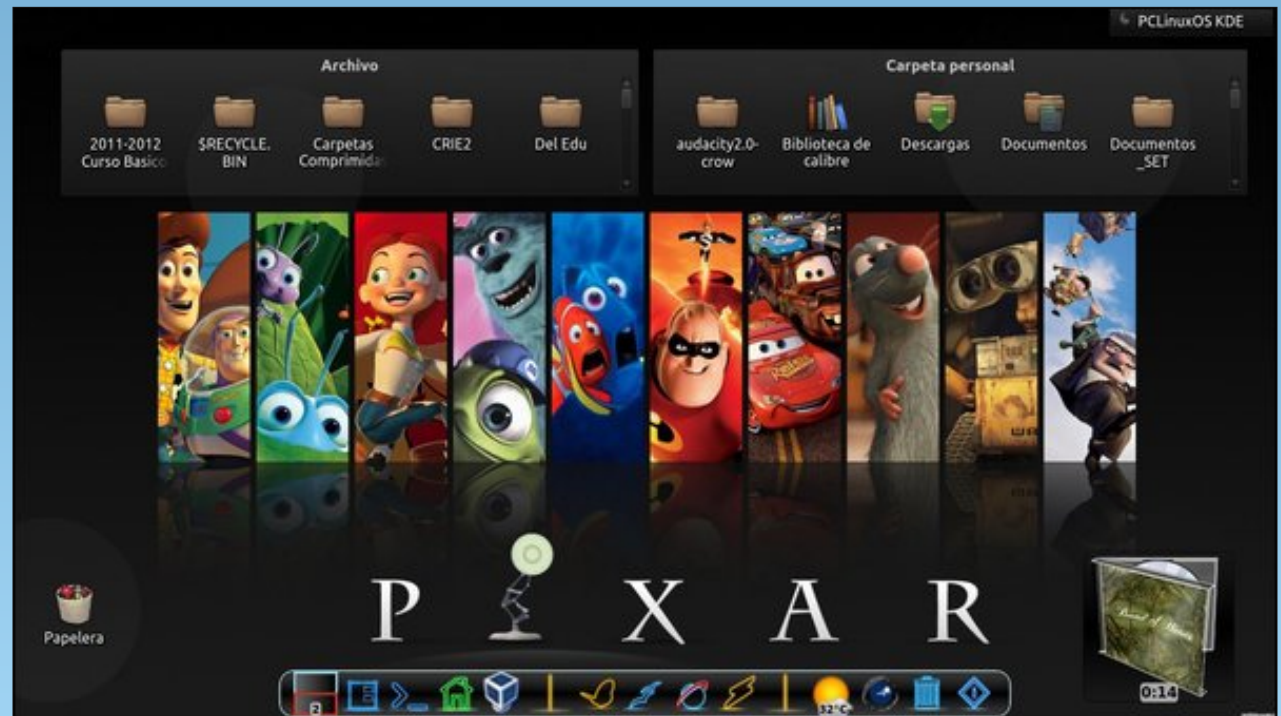 PCLinuxOS KDE
Archivo
2011-2012
Curso Basico
$RECYCLE.
BIN
Carpetas
Comprimidas
CRIE2
Del Edu
Carpeta personal
audacity2.0-
crow
Biblioteca de
calibre
Descargas
Documentos
Documentos
_SET
Papelera
P I X A R
2
32°C
0:14